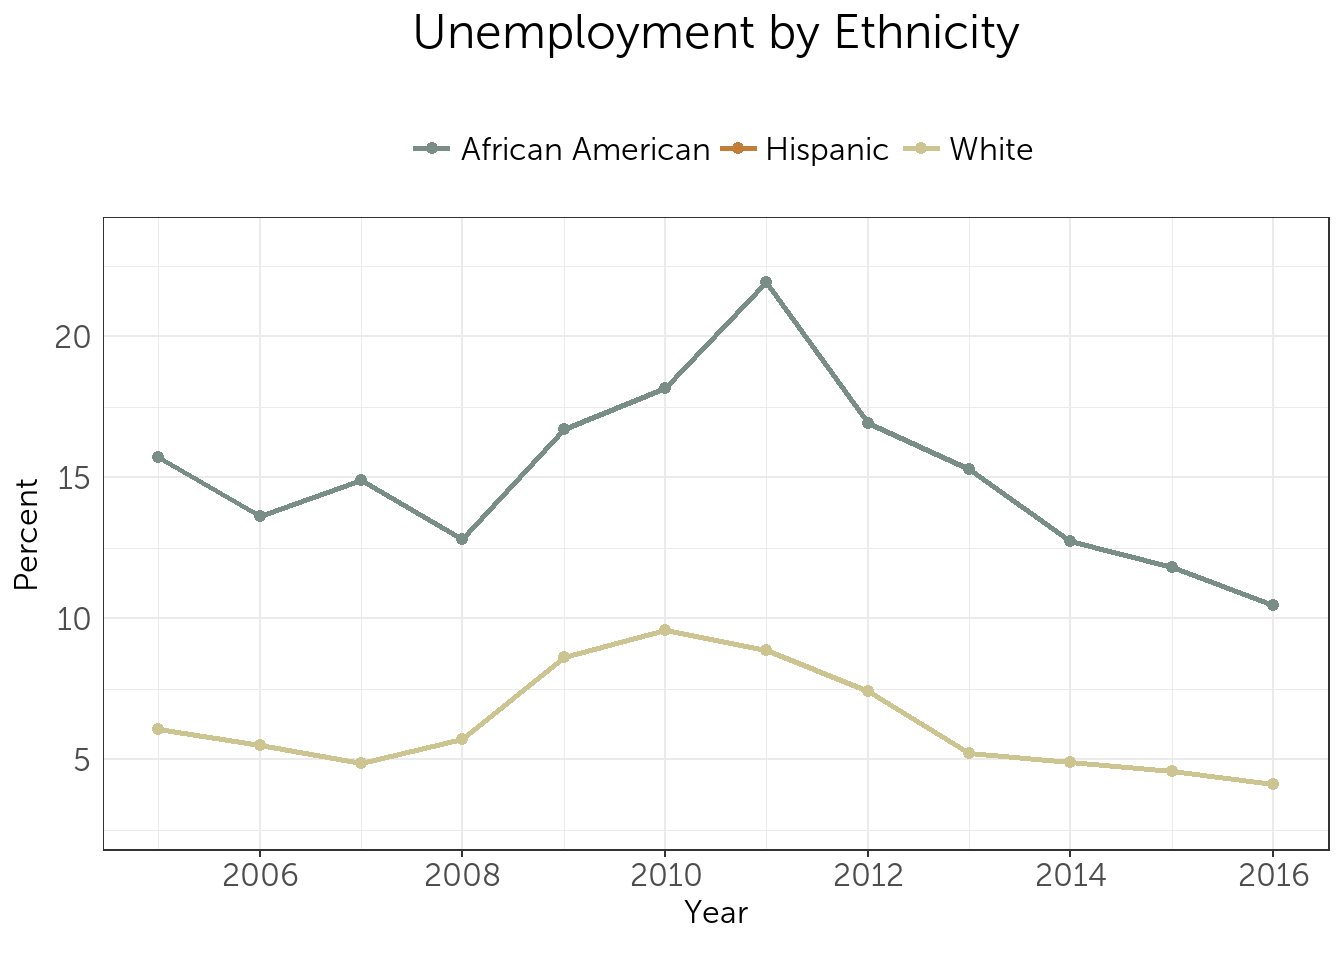 Unemployment by Ethnicity
African American Hispanic White
Percent
20
15
10
5
2006 2008 2010 2012 2014 2016
Year